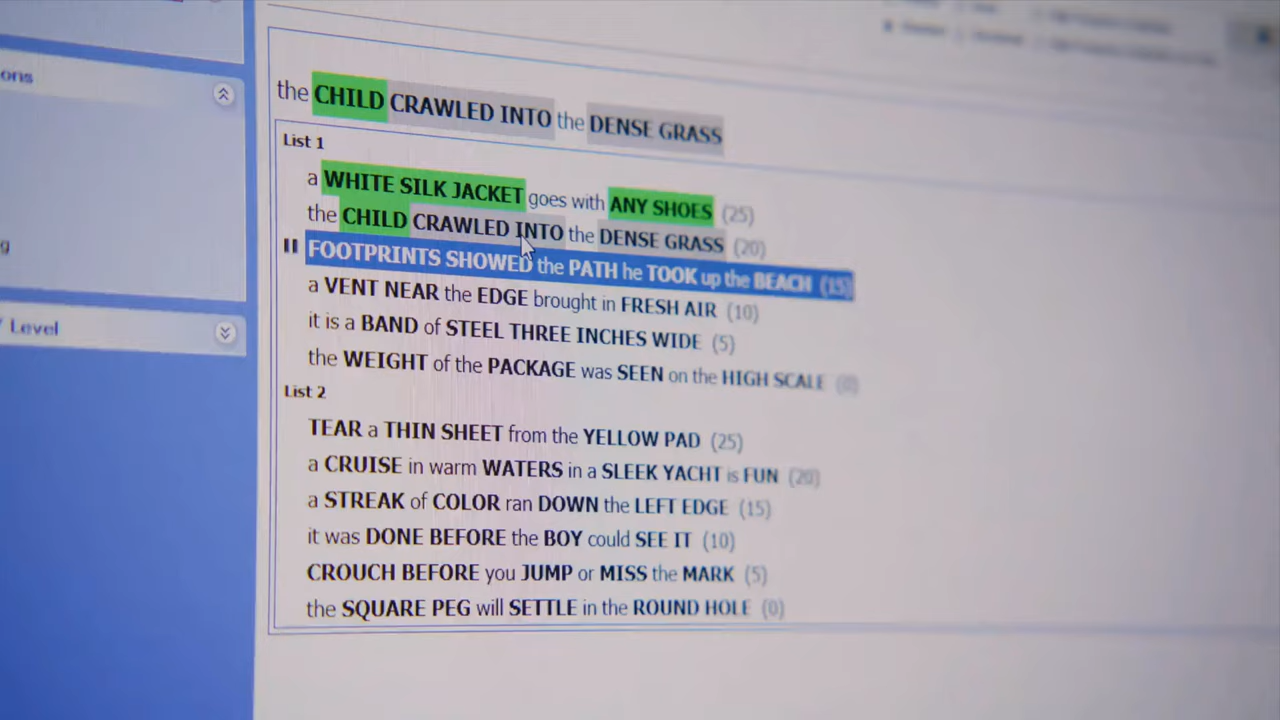 ons
the CHILD CRAWLED INTO the DENSE GRASS
List 1
a WHITE SILK JACKET goes with ANY SHOES (25)
the CHILD CRAWLED INTO the DENSE GRASS (20)
FOOTPRINTS SHOWED the PATH he TOOK up the BEACH (15)
a VENT NEAR the EDGE brought in FRESH AIR (10)
it is a BAND of STEEL THREE INCHES WIDE (5)
g
Level
the WEIGHT of the PACKAGE was SEEN on the HIGH SCALE (0)
List 2
TEAR a THIN SHEET from the YELLOW PAD (25)
a CRUISE in warm WATERS in a SLEEK YACHT is FUN (20)
a STREAK of COLOR ran DOWN the LEFT EDGE (15)
it was DONE BEFORE the BOY could SEE IT (10)
CROUCH BEFORE you JUMP or MISS the MARK (5)
the SQUARE PEG will SETTLE in the ROUND HOLE (0)